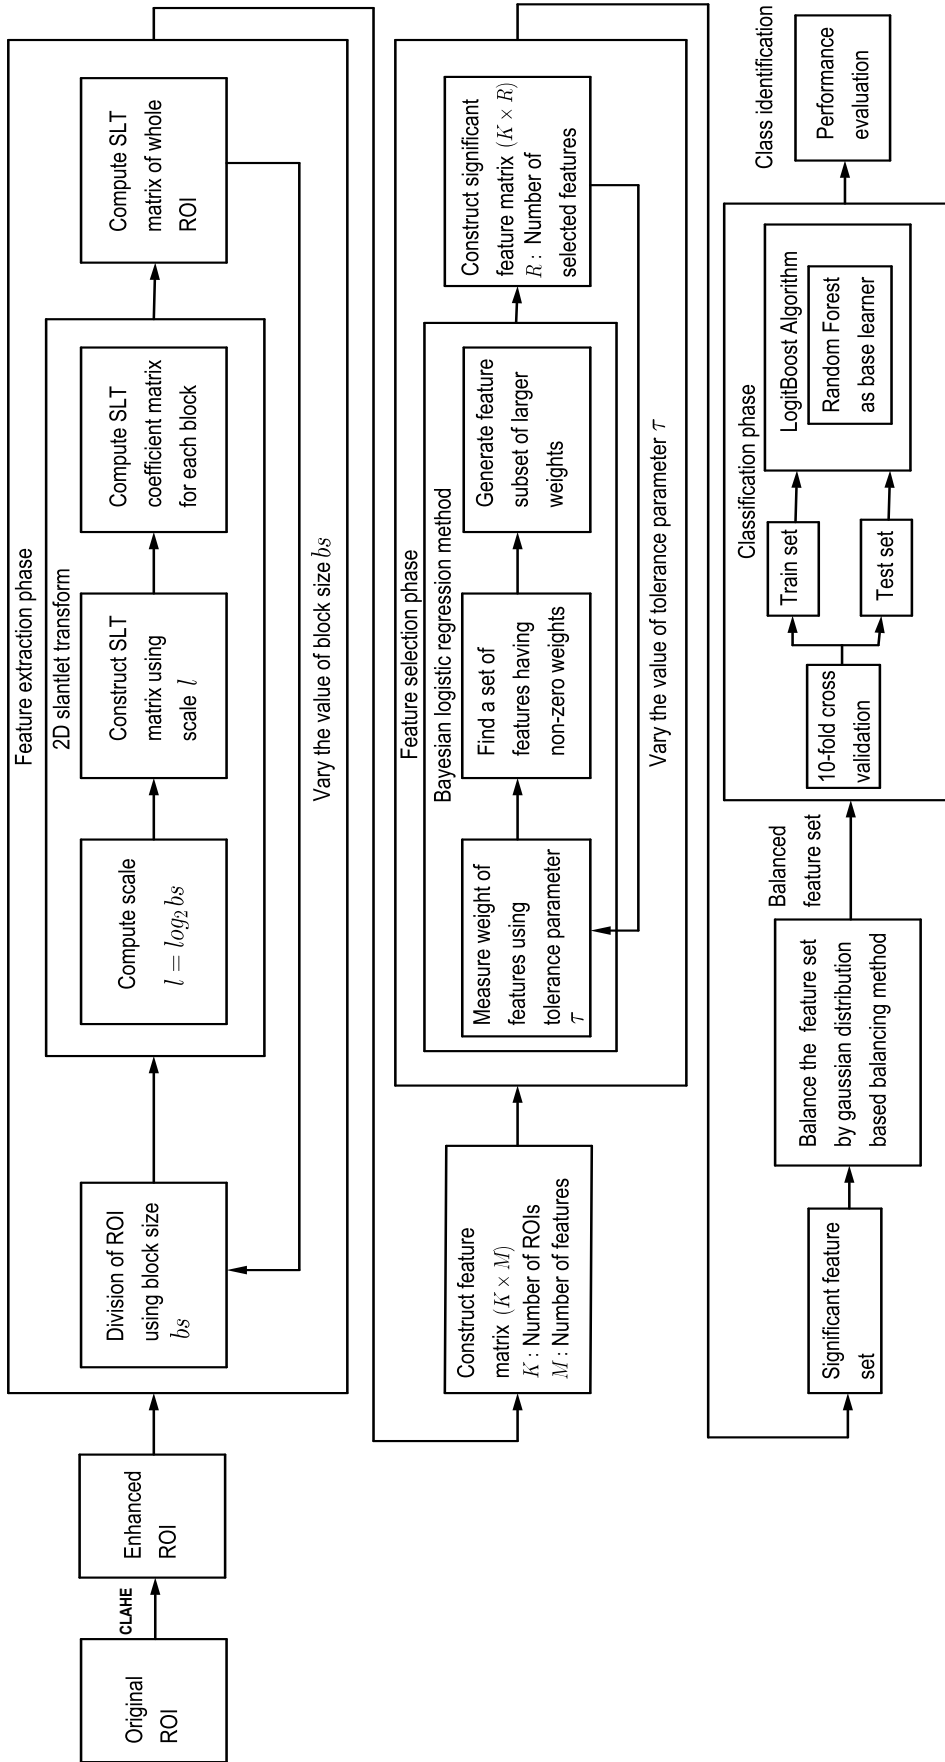 Original
ROI
CLAHE
Enhanced
ROI
Feature extraction phase
Division of ROI
using block size
bs
2D slantlet transform
Compute scale
l = log₂ bs
Construct SLT
matrix using
scale l
Compute SLT
coefficient matrix
for each block
Compute SLT
matrix of whole
ROI
Vary the value of block size bs
Construct feature
matrix (K × M)
K : Number of ROIs
M : Number of features
Feature selection phase
Bayesian logistic regression method
Measure weight of
features using
tolerance parameter
τ
Find a set of
features having
non-zero weights
Generate feature
subset of larger
weights
Construct significant
feature matrix (K × R)
R : Number of
selected features
Vary the value of tolerance parameter τ
Significant feature
set
Balance the feature set
by gaussian distribution
based balancing method
Balanced
feature set
Classification phase
10-fold cross
validation
Train set
Test set
LogitBoost Algorithm
Random Forest
as base learner
Class identification
Performance
evaluation